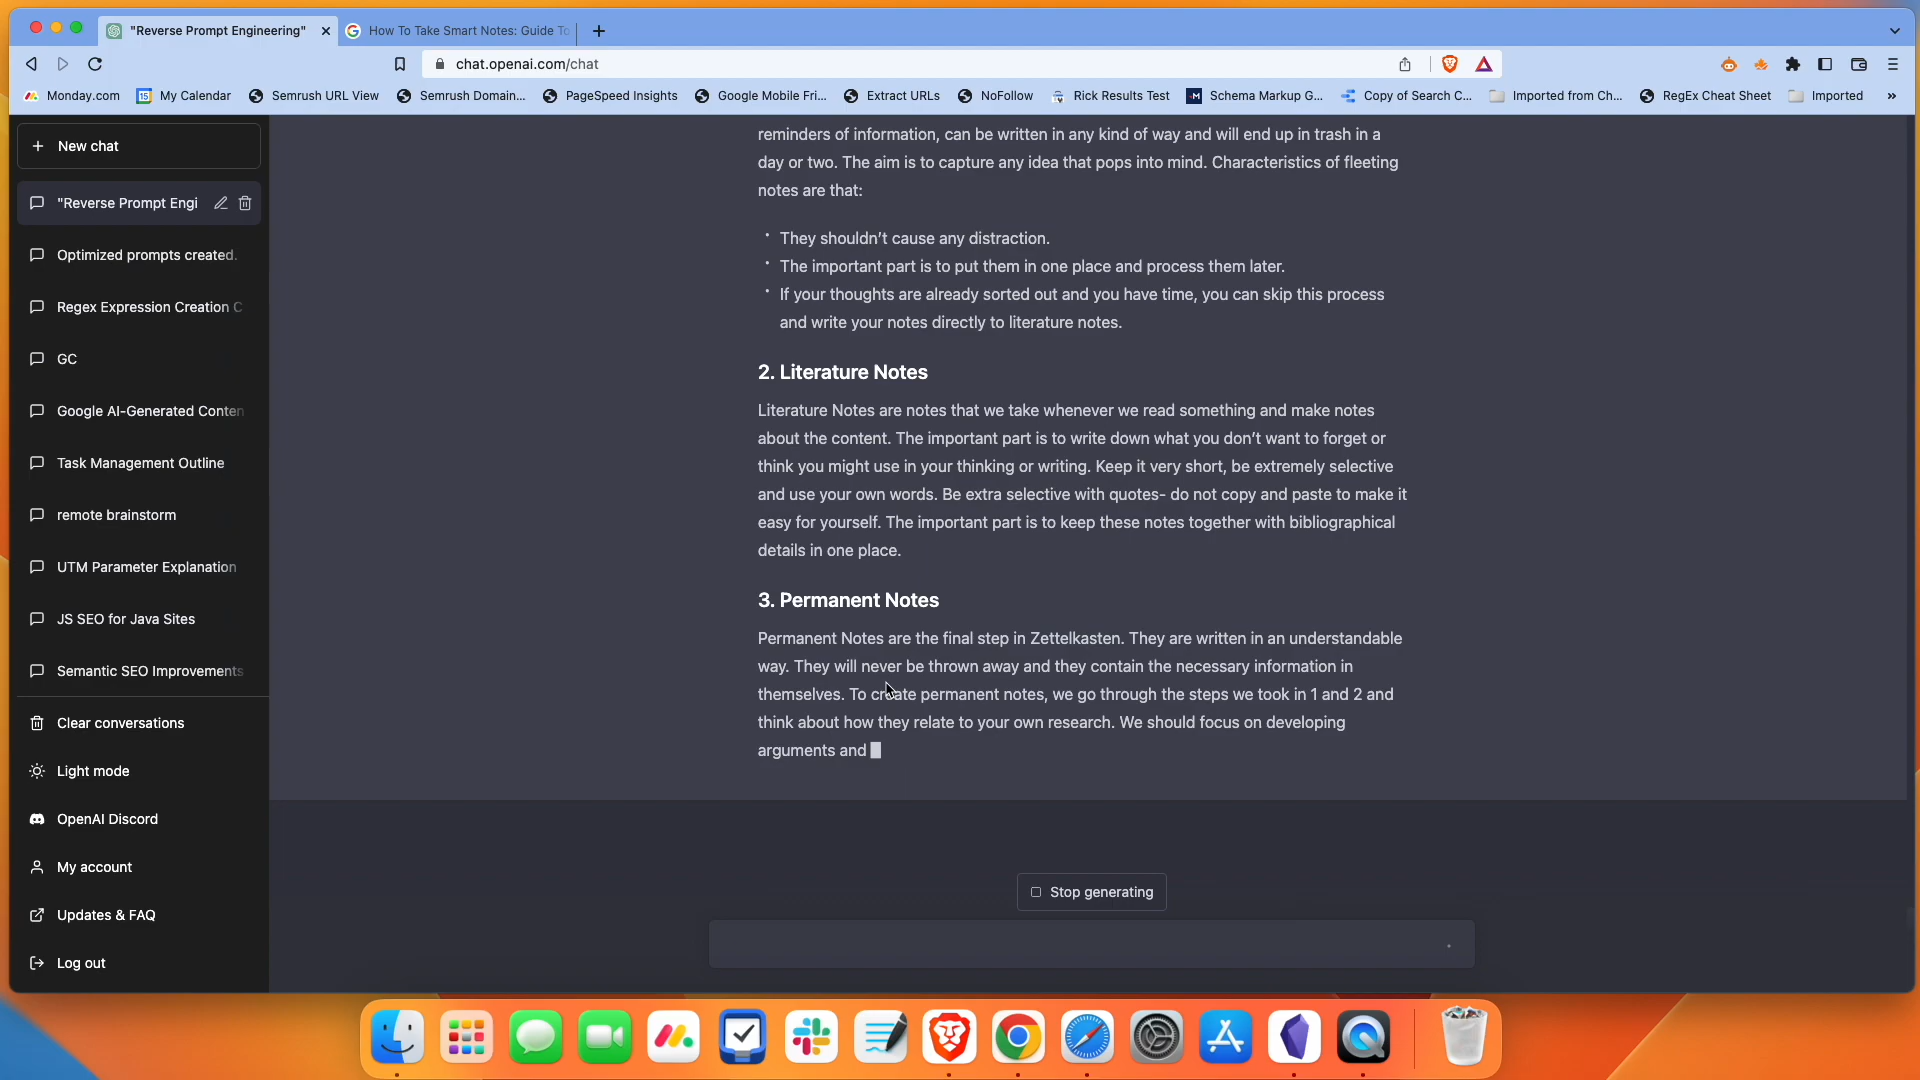 "Reverse Prompt Engineering"
How To Take Smart Notes: Guide To
chat.openai.com/chat
Monday.com
15
My Calendar
Semrush URL View
Semrush Domain...
PageSpeed Insights
Google Mobile Fri...
Extract URLs
NoFollow
Rick Results Test
Schema Markup G...
Copy of Search C...
Imported from Ch...
RegEx Cheat Sheet
Imported
»
New chat
"Reverse Prompt Engi
Optimized prompts created.
Regex Expression Creation C
GC
Google AI-Generated Conten
Task Management Outline
remote brainstorm
UTM Parameter Explanation
JS SEO for Java Sites
Semantic SEO Improvements
Clear conversations
Light mode
OpenAI Discord
My account
Updates & FAQ
Log out
reminders of information, can be written in any kind of way and will end up in trash in a
day or two. The aim is to capture any idea that pops into mind. Characteristics of fleeting
notes are that:
• They shouldn't cause any distraction.
• The important part is to put them in one place and process them later.
• If your thoughts are already sorted out and you have time, you can skip this process
and write your notes directly to literature notes.
2. Literature Notes
Literature Notes are notes that we take whenever we read something and make notes
about the content. The important part is to write down what you don't want to forget or
think you might use in your thinking or writing. Keep it very short, be extremely selective
and use your own words. Be extra selective with quotes- do not copy and paste to make it
easy for yourself. The important part is to keep these notes together with bibliographical
details in one place.
3. Permanent Notes
Permanent Notes are the final step in Zettelkasten. They are written in an understandable
way. They will never be thrown away and they contain the necessary information in
themselves. To create permanent notes, we go through the steps we took in 1 and 2 and
think about how they relate to your own research. We should focus on developing
arguments and
Stop generating